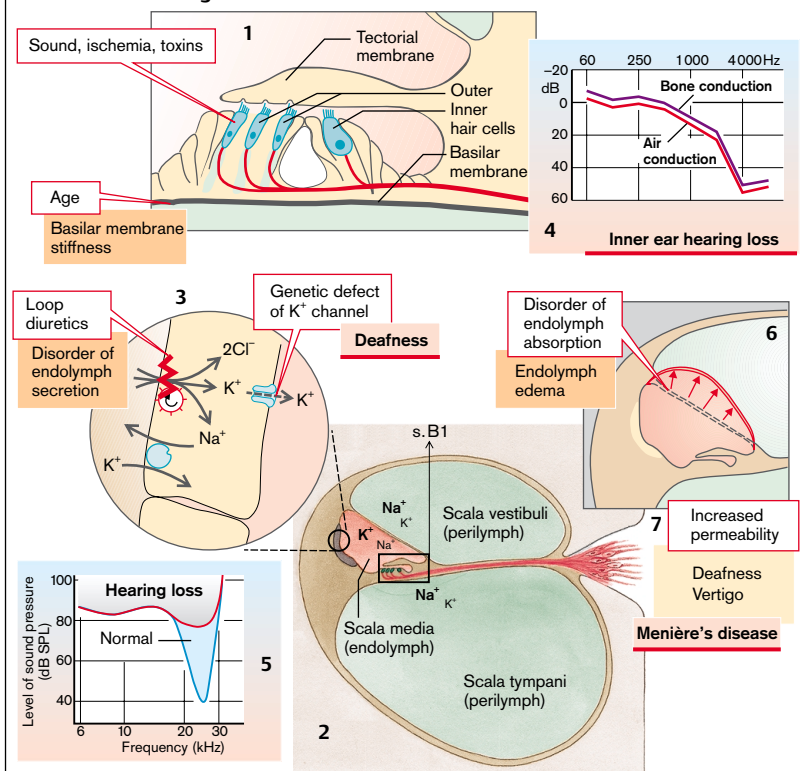 1
Sound, ischemia, toxins
Tectorial
membrane
Outer
Inner
hair cells
Basilar
membrane
Age
Basilar membrane
stiffness
60 250 1000 4000 Hz
–20
dB
0
20
40
60
Bone conduction
Air
conduction
4
Inner ear hearing loss
3
Loop
diuretics
Disorder of
endolymph
secretion
Genetic defect
of K+ channel
Deafness
2Cl–
K+
K+
Na+
K+
Disorder of
endolymph
absorption
6
Endolymph
edema
s. B1
Na+
K+
K+
Na+
Scala vestibuli
(perilymph)
Na+
K+
Scala media
(endolymph)
Scala tympani
(perilymph)
2
7
Increased
permeability
Deafness
Vertigo
Menière's disease
Level of sound pressure
(dB SPL)
100
80
60
40
Hearing loss
Normal
5
6 10 20 30
Frequency (kHz)